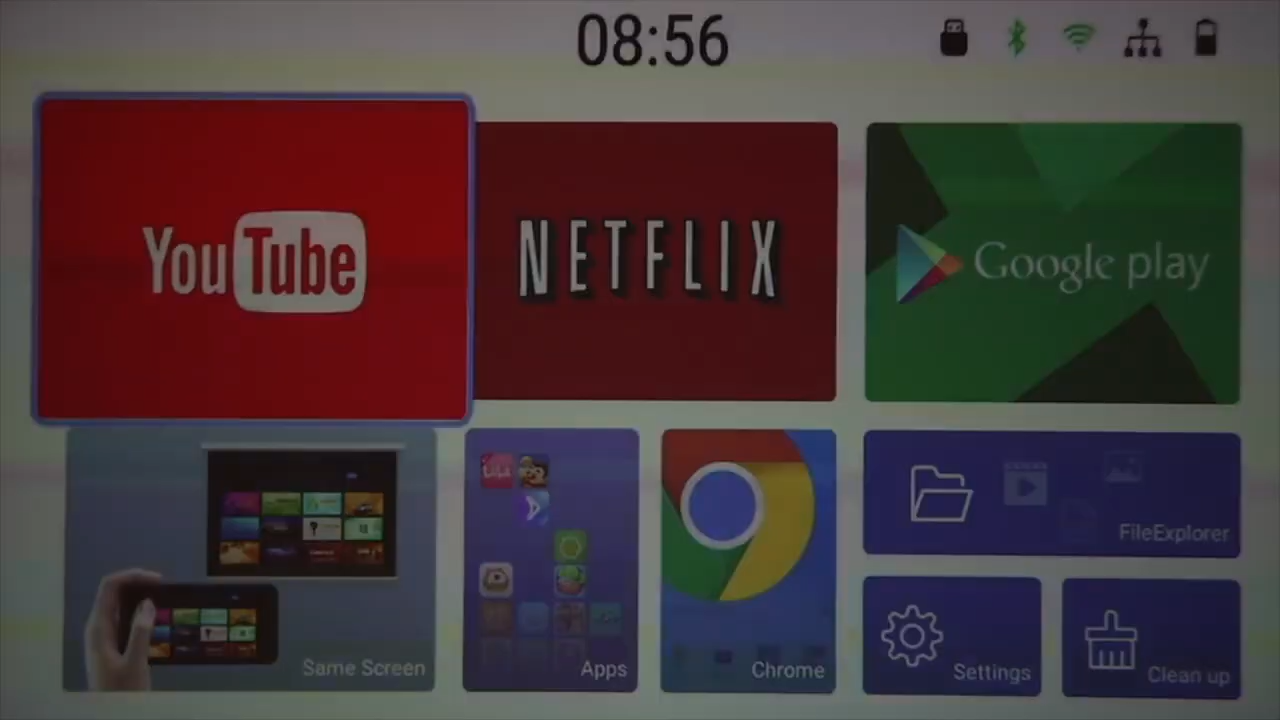 08:56
YouTube
NETFLIX
Google play
Same Screen
Apps
Chrome
FileExplorer
Settings
Clean up